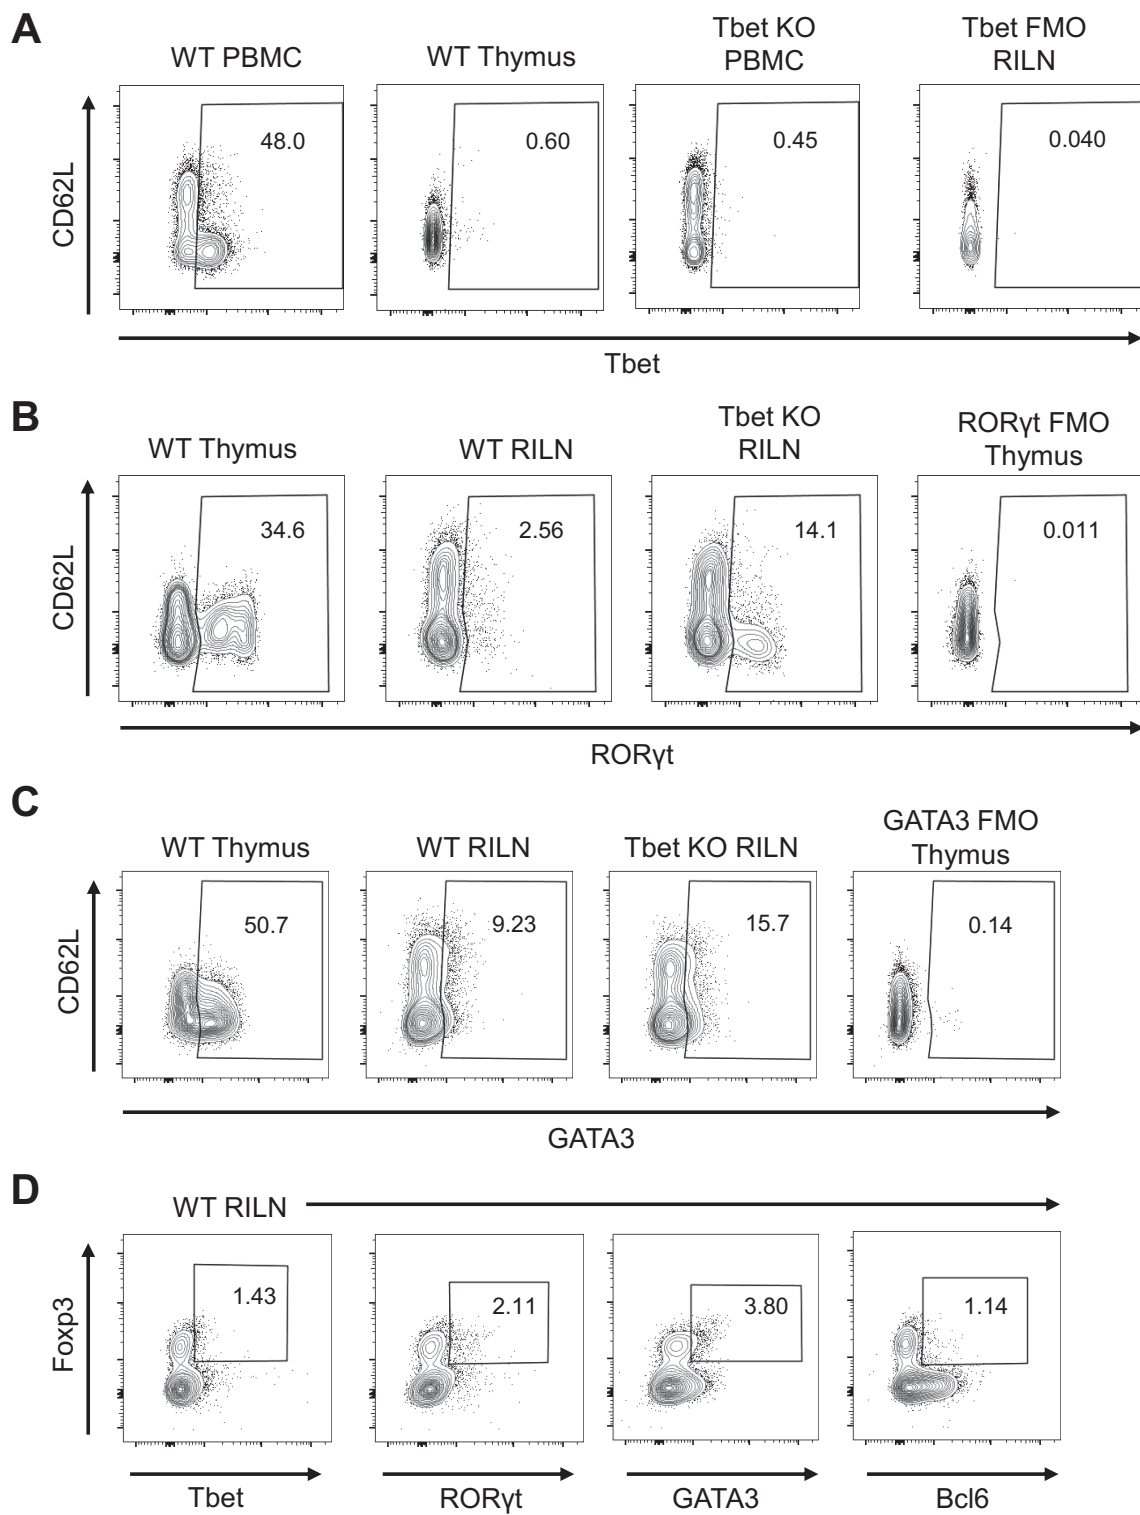 A
WT PBMC
WT Thymus
Tbet KO
PBMC
Tbet FMO
RILN
48.0
0.60
0.45
0.040
CD62L
Tbet
B
WT Thymus
WT RILN
Tbet KO
RILN
RORγt FMO
Thymus
34.6
2.56
14.1
0.011
CD62L
RORγt
C
WT Thymus
WT RILN
Tbet KO RILN
GATA3 FMO
Thymus
50.7
9.23
15.7
0.14
CD62L
GATA3
D
WT RILN
1.43
2.11
3.80
1.14
Foxp3
Tbet
RORγt
GATA3
Bcl6